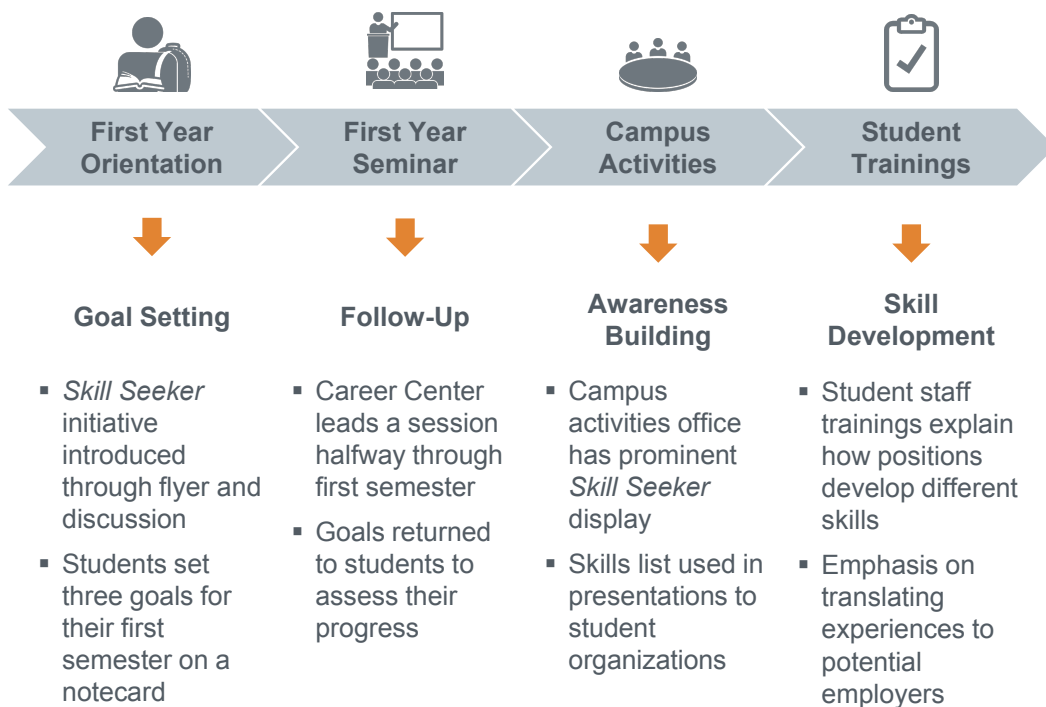 First Year
Orientation
First Year
Seminar
Campus
Activities
Student
Trainings
Goal Setting
▪ Skill Seeker
initiative
introduced
through flyer and
discussion
▪ Students set
three goals for
their first
semester on a
notecard
Follow-Up
▪ Career Center
leads a session
halfway through
first semester
▪ Goals returned
to students to
assess their
progress
Awareness
Building
▪ Campus
activities office
has prominent
Skill Seeker
display
▪ Skills list used in
presentations to
student
organizations
Skill
Development
▪ Student staff
trainings explain
how positions
develop different
skills
▪ Emphasis on
translating
experiences to
potential
employers